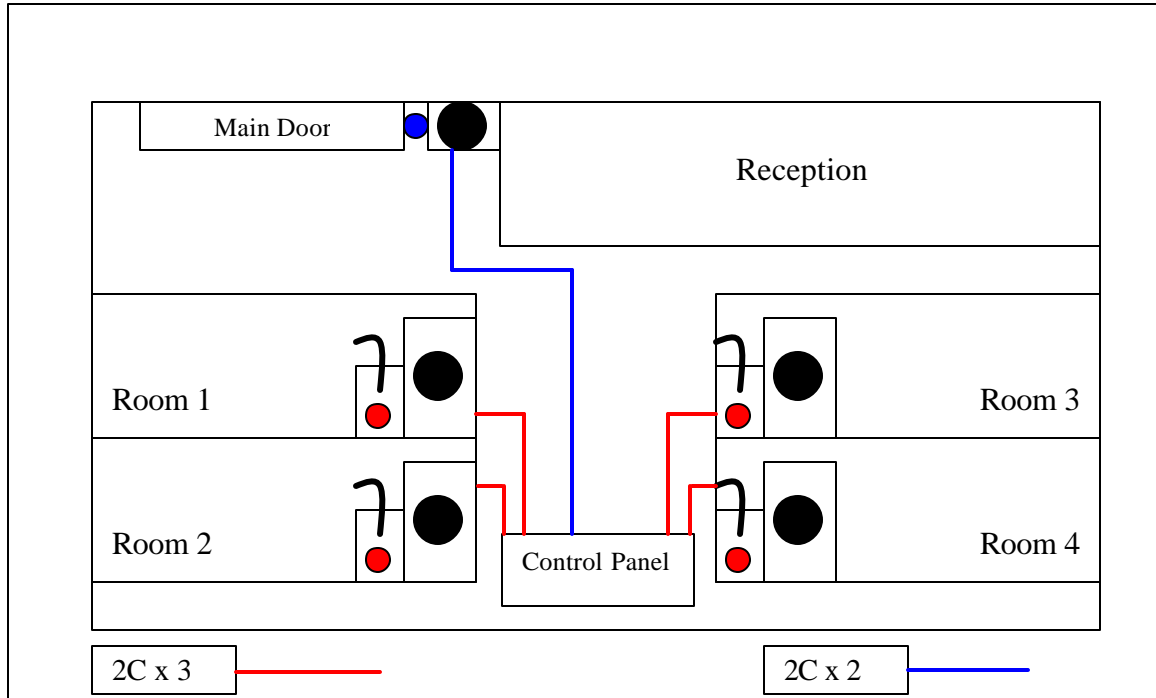 Main Door
Reception
Room 1
Room 3
Room 2
Control Panel
Room 4
2C x 3
2C x 2